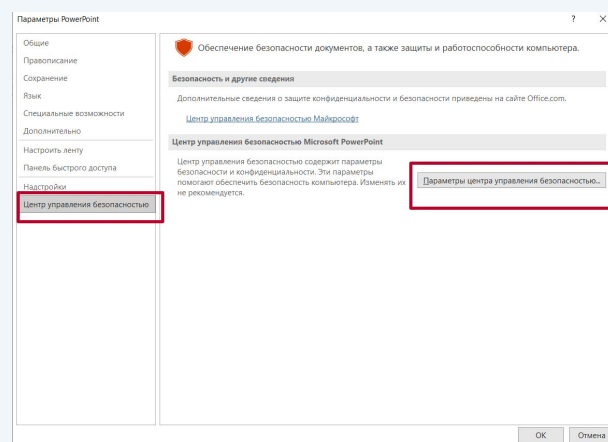 Параметры PowerPoint
?
Общие
Правописание
Сохранение
Язык
Специальные возможности
Дополнительно
Настроить ленту
Панель быстрого доступа
Надстройки
Центр управления безопасностью
Обеспечение безопасности документов, а также защиты и работоспособности компьютера.
Безопасность и другие сведения
Дополнительные сведения о защите конфиденциальности и безопасности приведены на сайте Office.com.
Центр управления безопасностью Майкрософт
Центр управления безопасностью Microsoft PowerPoint
Центр управления безопасностью содержит параметры
безопасности и конфиденциальности. Эти параметры
помогают обеспечить безопасность компьютера. Изменять их
не рекомендуется.
Параметры центра управления безопасностью...
ОК
Отмена